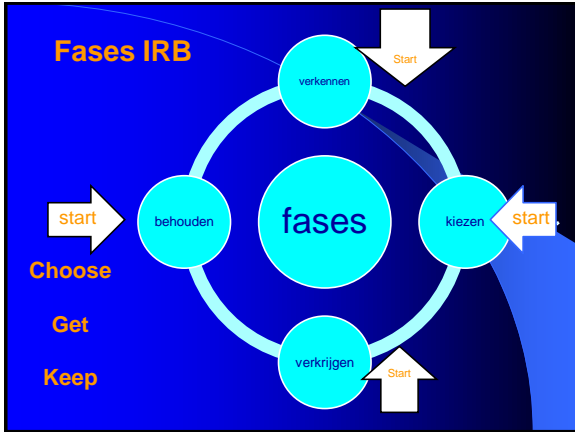 Fases IRB
Start
verkennen
start
behouden
fases
kiezen
start
Choose
Get
Keep
verkrijgen
Start